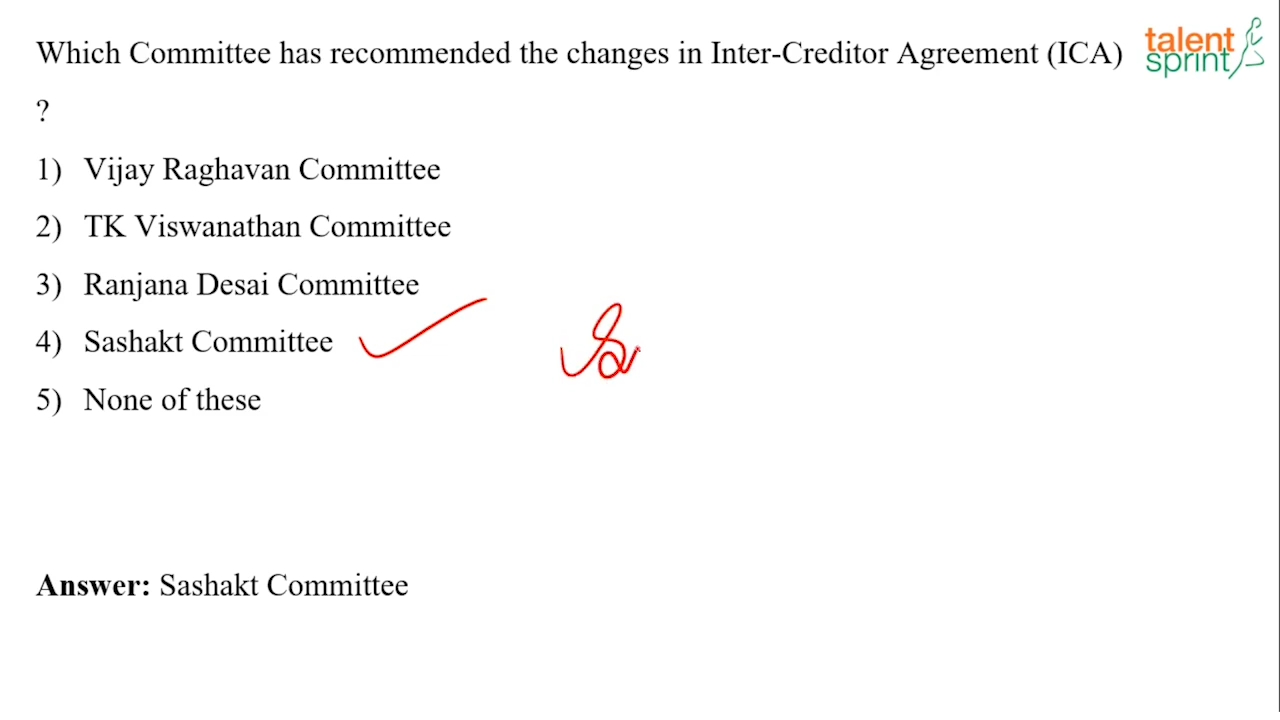 Which Committee has recommended the changes in Inter-Creditor Agreement (ICA)
?
talent
sprint
1) Vijay Raghavan Committee
2) TK Viswanathan Committee
3) Ranjana Desai Committee
4) Sashakt Committee
5) None of these
Answer: Sashakt Committee